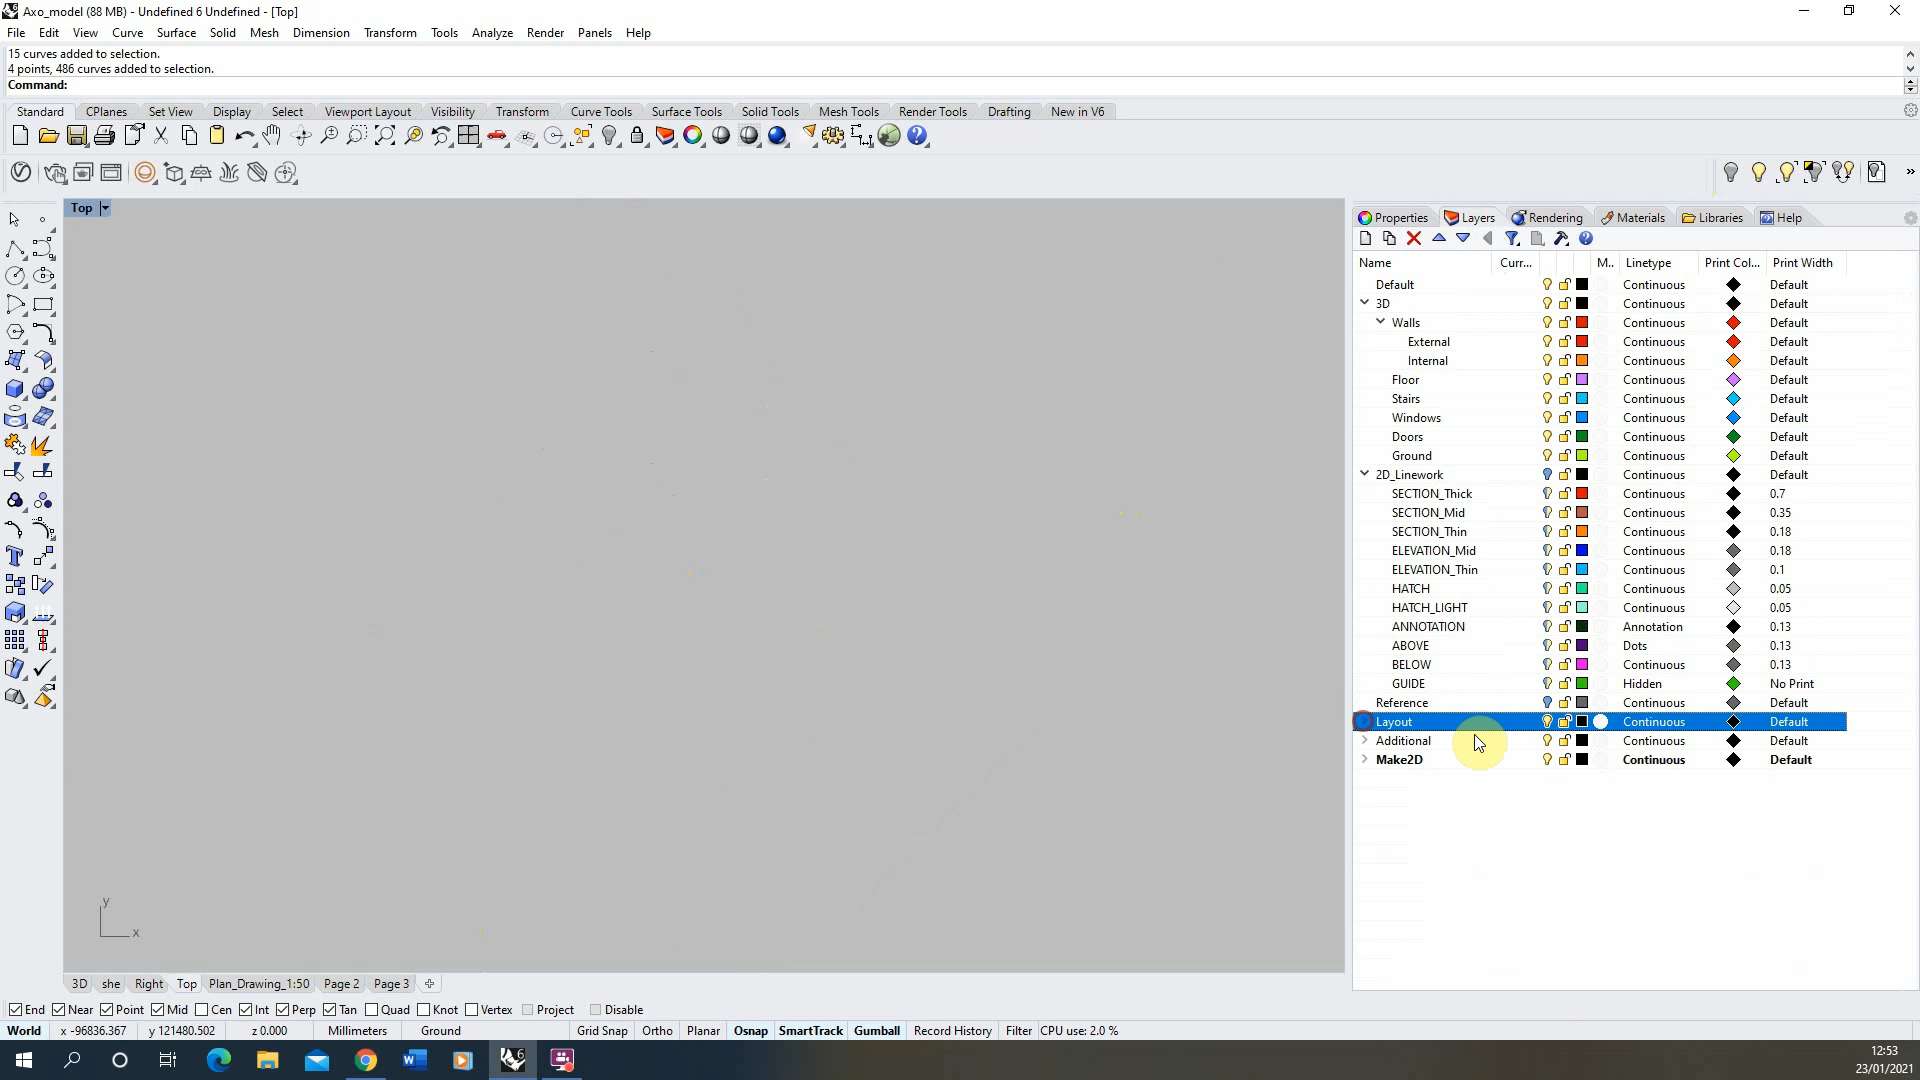 Axo_model (88 MB) - Undefined 6 Undefined - [Top]
File Edit View Curve Surface Solid Mesh Dimension Transform Tools Analyze Render Panels Help
15 curves added to selection.
4 points, 486 curves added to selection.
Command:
Standard CPlanes Set View Display Select Viewport Layout Visibility Transform Curve Tools Surface Tools Solid Tools Mesh Tools Render Tools Drafting New in V6
Top
Properties Layers Rendering Materials Libraries Help
Name Curr... M.. Linetype Print Col... Print Width
Default Continuous Default
3D Continuous Default
Walls Continuous Default
External Continuous Default
Internal Continuous Default
Floor Continuous Default
Stairs Continuous Default
Windows Continuous Default
Doors Continuous Default
Ground Continuous Default
2D_Linework Continuous Default
SECTION_Thick Continuous 0.7
SECTION_Mid Continuous 0.35
SECTION_Thin Continuous 0.18
ELEVATION_Mid Continuous 0.18
ELEVATION_Thin Continuous 0.1
HATCH Continuous 0.05
HATCH_LIGHT Continuous 0.05
ANNOTATION Annotation 0.13
ABOVE Dots 0.13
BELOW Continuous 0.13
GUIDE Hidden No Print
Reference Continuous Default
Layout Continuous Default
Additional Continuous Default
Make2D Continuous Default
y
x
3D she Right Top Plan_Drawing_1:50 Page 2 Page 3
End Near Point Mid Cen Int Perp Tan Quad Knot Vertex Project Disable
World x -96836.367 y 121480.502 z 0.000 Millimeters Ground Grid Snap Ortho Planar Osnap SmartTrack Gumball Record History Filter CPU use: 2.0 %
12:53
23/01/2021